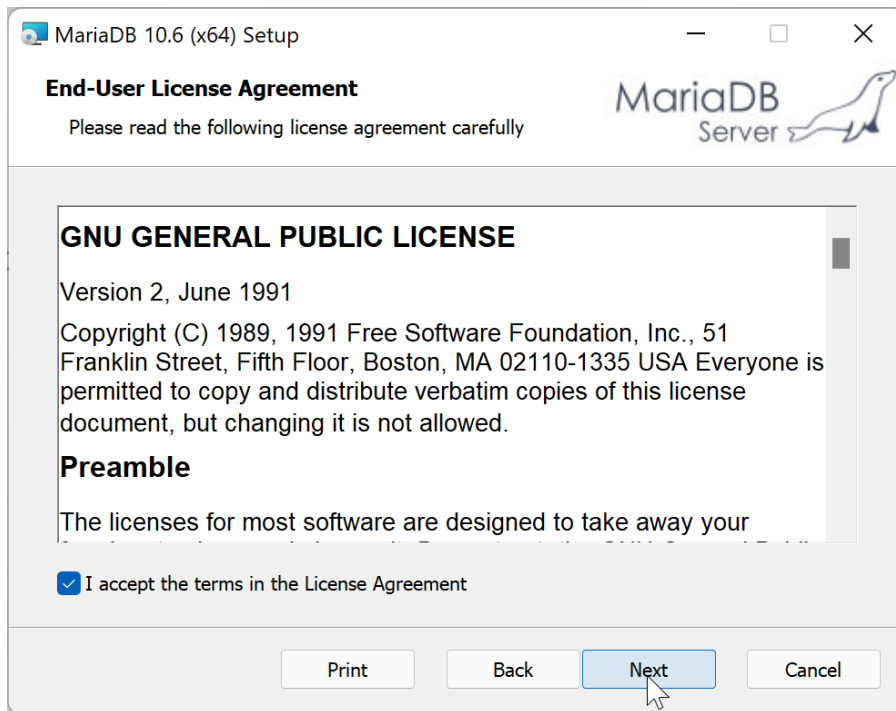 MariaDB 10.6 (x64) Setup
End-User License Agreement
Please read the following license agreement carefully
MariaDB
Server
GNU GENERAL PUBLIC LICENSE
Version 2, June 1991
Copyright (C) 1989, 1991 Free Software Foundation, Inc., 51
Franklin Street, Fifth Floor, Boston, MA 02110-1335 USA Everyone is
permitted to copy and distribute verbatim copies of this license
document, but changing it is not allowed.
Preamble
The licenses for most software are designed to take away your
I accept the terms in the License Agreement
Print
Back
Next
Cancel